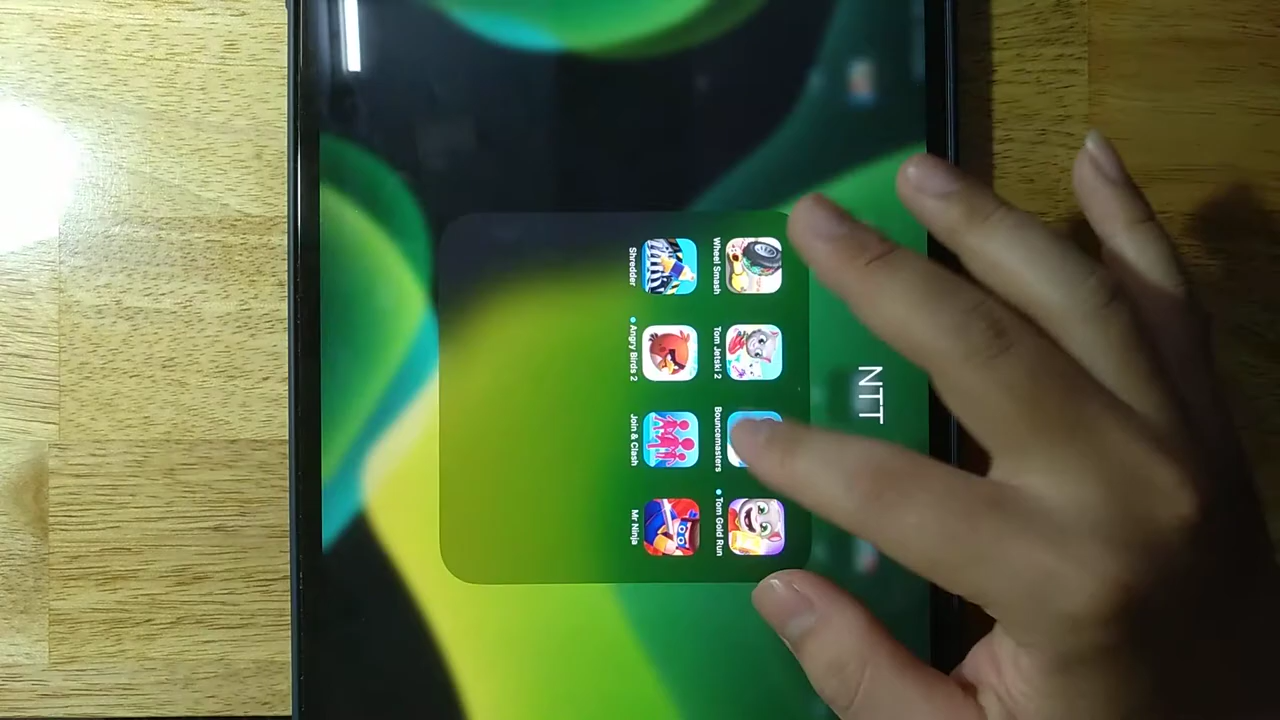 NTT
Wheel Smash
Tom Jetski 2
Bouncemasters
Tom Gold Run
Shredder
Angry Birds 2
Join & Clash
Mr Ninja